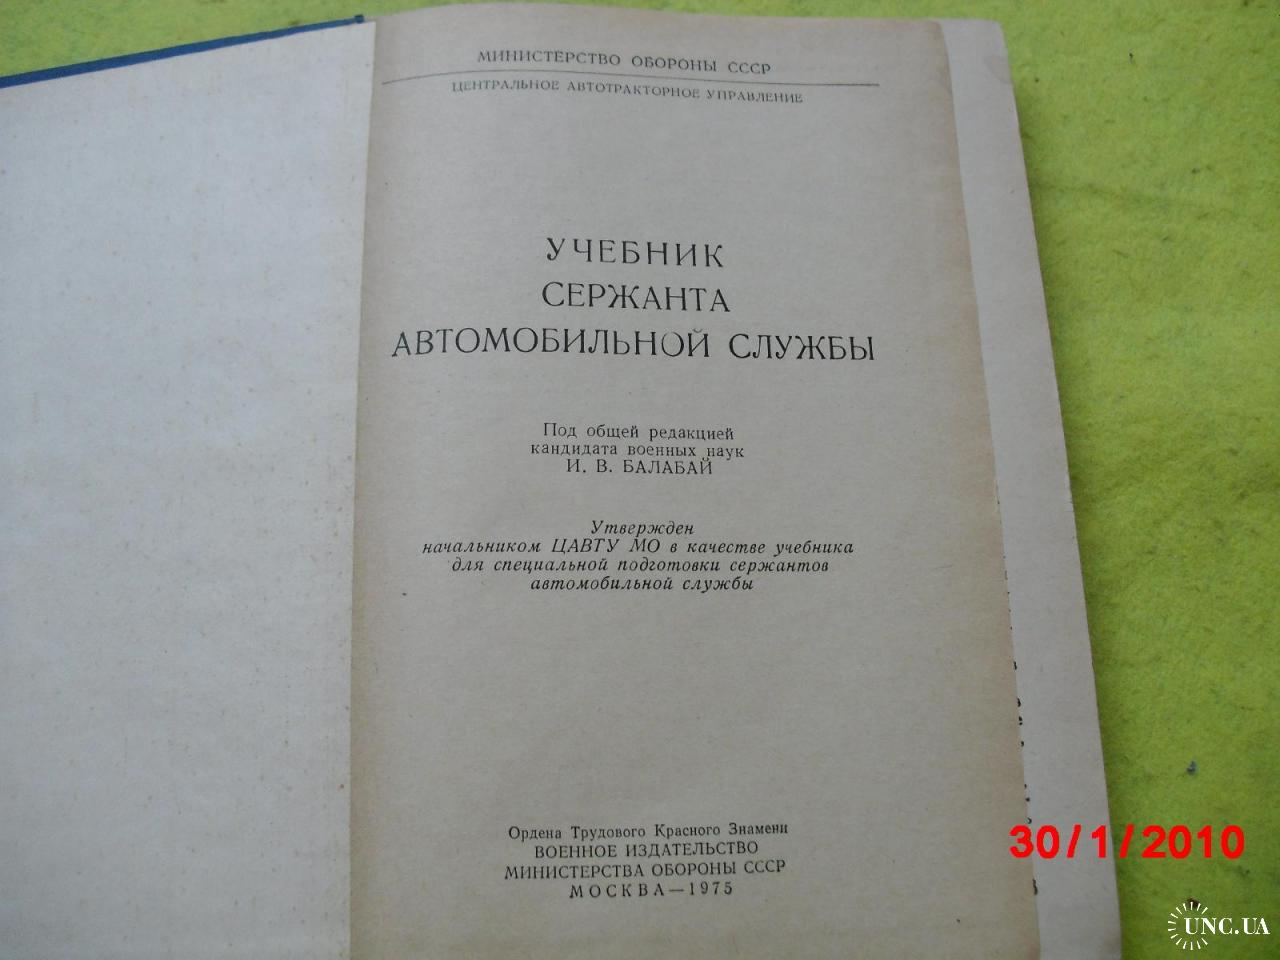 МИНИСТЕРСТВО ОБОРОНЫ СССР
ЦЕНТРАЛЬНОЕ АВТОТРАКТОРНОЕ УПРАВЛЕНИЕ
УЧЕБНИК
СЕРЖАНТА
АВТОМОБИЛЬНОЙ СЛУЖБЫ
Под общей редакцией
кандидата военных наук
И. В. БАЛАБАЙ
Утвержден
начальником ЦАВТУ МО в качестве учебника
для специальной подготовки сержантов
автомобильной службы
Ордена Трудового Красного Знамени
ВОЕННОЕ ИЗДАТЕЛЬСТВО
МИНИСТЕРСТВА ОБОРОНЫ СССР
МОСКВА—1975
30/1/2010
UNC.UA